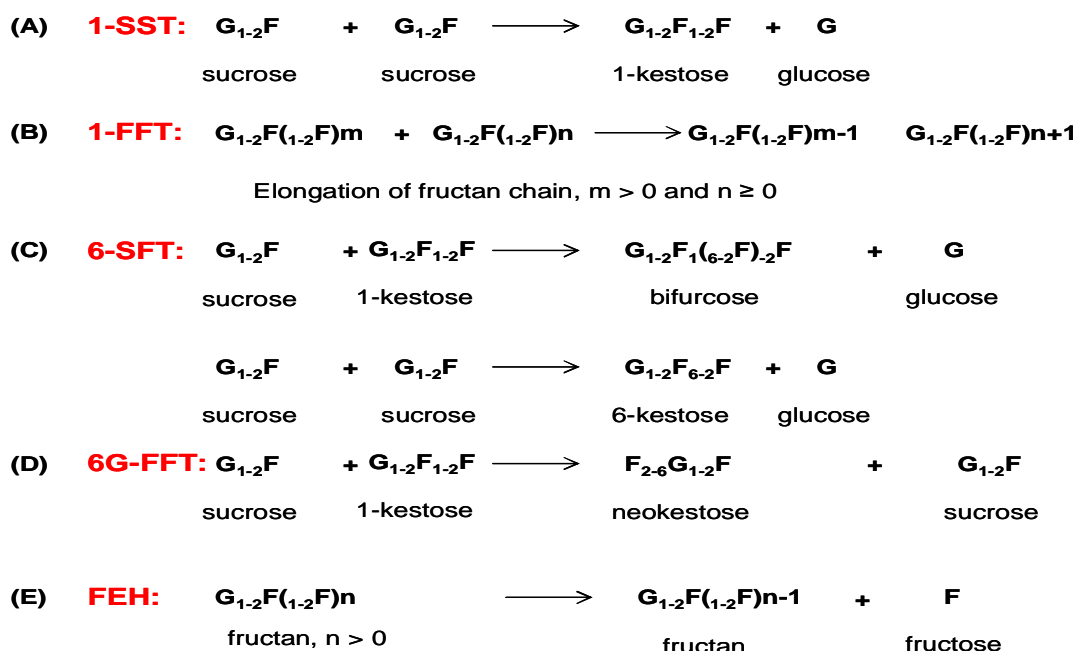 (A) 1-SST: G1-2F + G1-2F ⟶ G1-2F1-2F + G
sucrose sucrose 1-kestose glucose
(B) 1-FFT: G1-2F(1-2F)m + G1-2F(1-2F)n ⟶ G1-2F(1-2F)m-1 G1-2F(1-2F)n+1
Elongation of fructan chain, m > 0 and n ≥ 0
(C) 6-SFT: G1-2F + G1-2F1-2F ⟶ G1-2F1(6-2F)-2F + G
sucrose 1-kestose bifurcose glucose
G1-2F + G1-2F ⟶ G1-2F6-2F + G
sucrose sucrose 6-kestose glucose
(D) 6G-FFT: G1-2F + G1-2F1-2F ⟶ F2-6G1-2F + G1-2F
sucrose 1-kestose neokestose sucrose
(E) FEH: G1-2F(1-2F)n ⟶ G1-2F(1-2F)n-1 + F
fructan, n > 0 fructan fructose